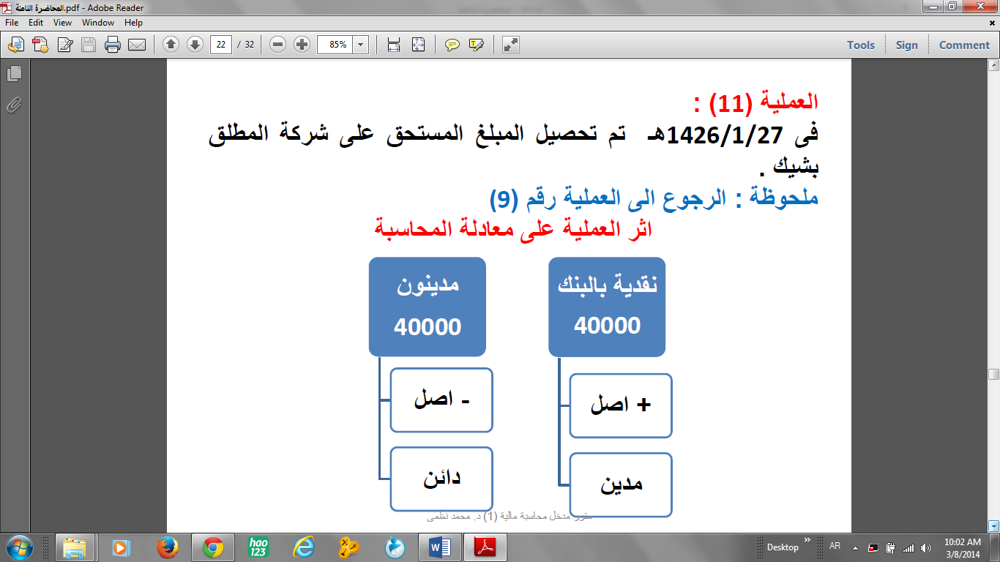 المحاضرة الثامنة.pdf - Adobe Reader
File Edit View Window Help
22 / 32 85% Tools Sign Comment
العملية (11) :
فى 1426/1/27هـ تم تحصيل المبلغ المستحق على شركة المطلق
بشيك .
ملحوظة : الرجوع الى العملية رقم (9)
اثر العملية على معادلة المحاسبة
نقدية بالبنك
40000
+ اصل
مدين
مدينون
40000
- اصل
دائن
مقرر مدخل محاسبة مالية (1) د. محمد نظمى
hao
123
Desktop AR 10:02 AM
3/8/2014